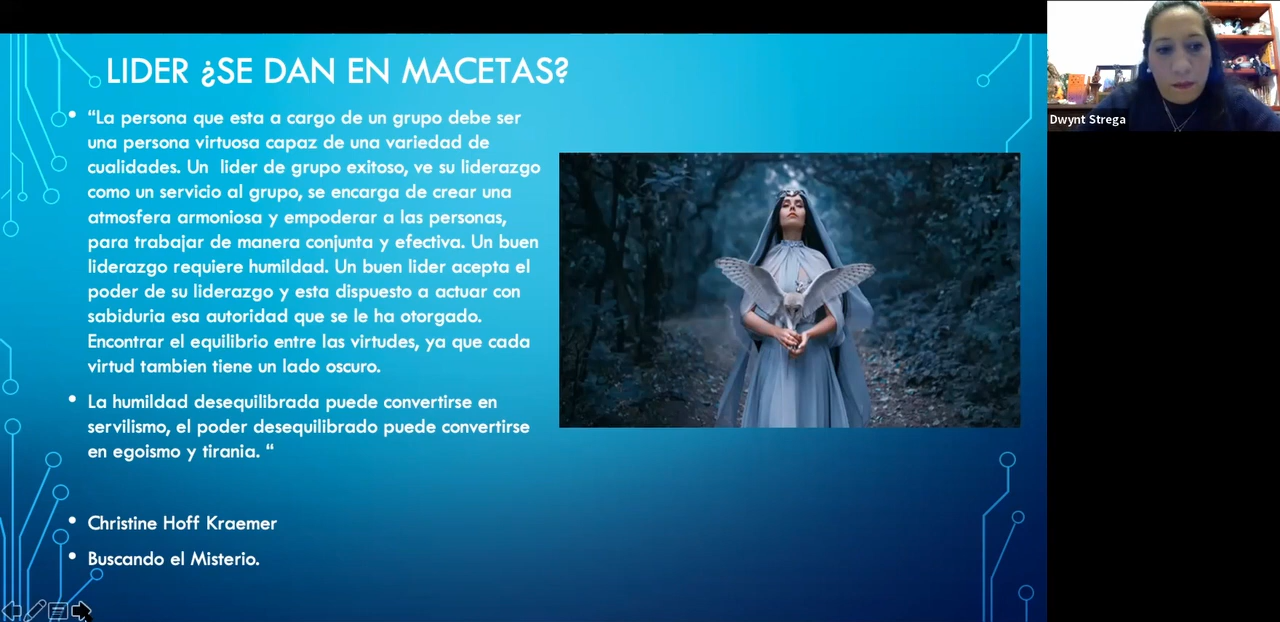 LIDER ¿SE DAN EN MACETAS?
“La persona que esta a cargo de un grupo debe ser
una persona virtuosa capaz de una variedad de
cualidades. Un lider de grupo exitoso, ve su liderazgo
como un servicio al grupo, se encarga de crear una
atmosfera armoniosa y empoderar a las personas,
para trabajar de manera conjunta y efectiva. Un buen
liderazgo requiere humildad. Un buen lider acepta el
poder de su liderazgo y esta dispuesto a actuar con
sabiduria esa autoridad que se le ha otorgado.
Encontrar el equilibrio entre las virtudes, ya que cada
virtud tambien tiene un lado oscuro.
La humildad desequilibrada puede convertirse en
servilismo, el poder desequilibrado puede convertirse
en egoismo y tirania. “
Christine Hoff Kraemer
Buscando el Misterio.
Dwynt Strega